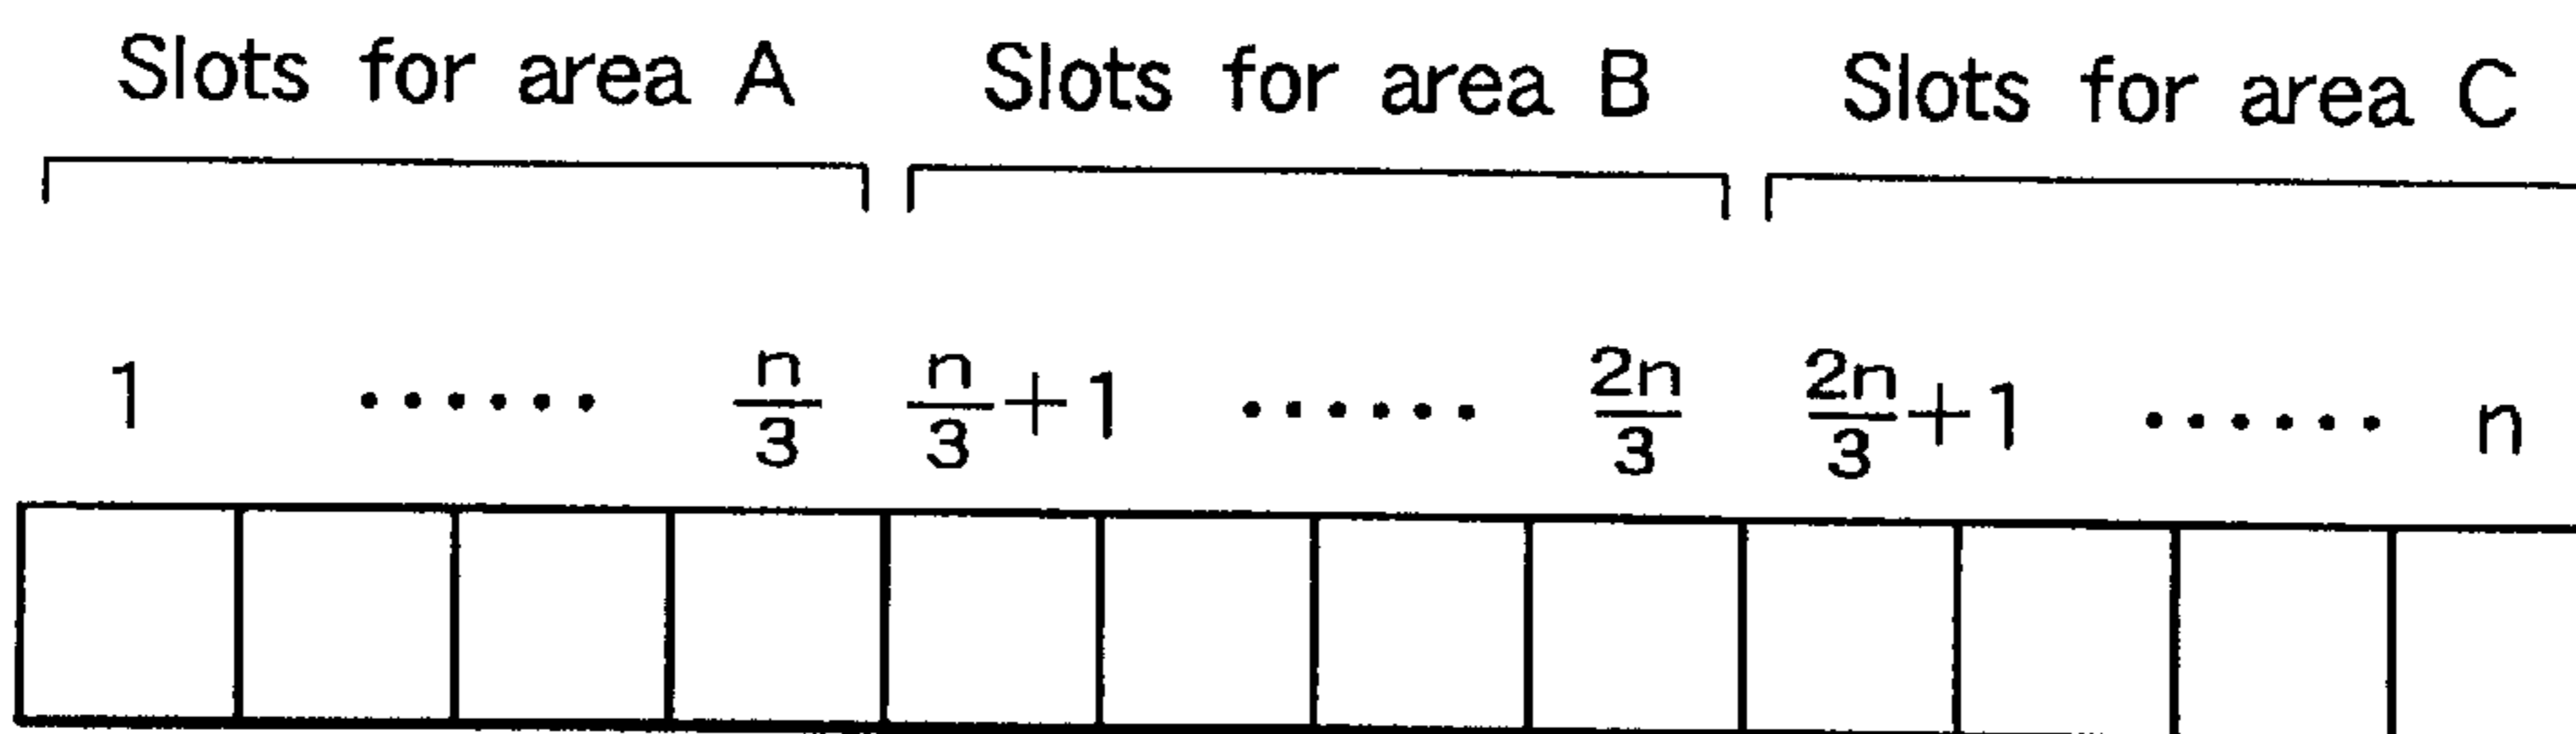 Slots for area A Slots for area B Slots for area C
1 ...... n/3 n/3+1 ...... 2n/3 2n/3+1 ...... n